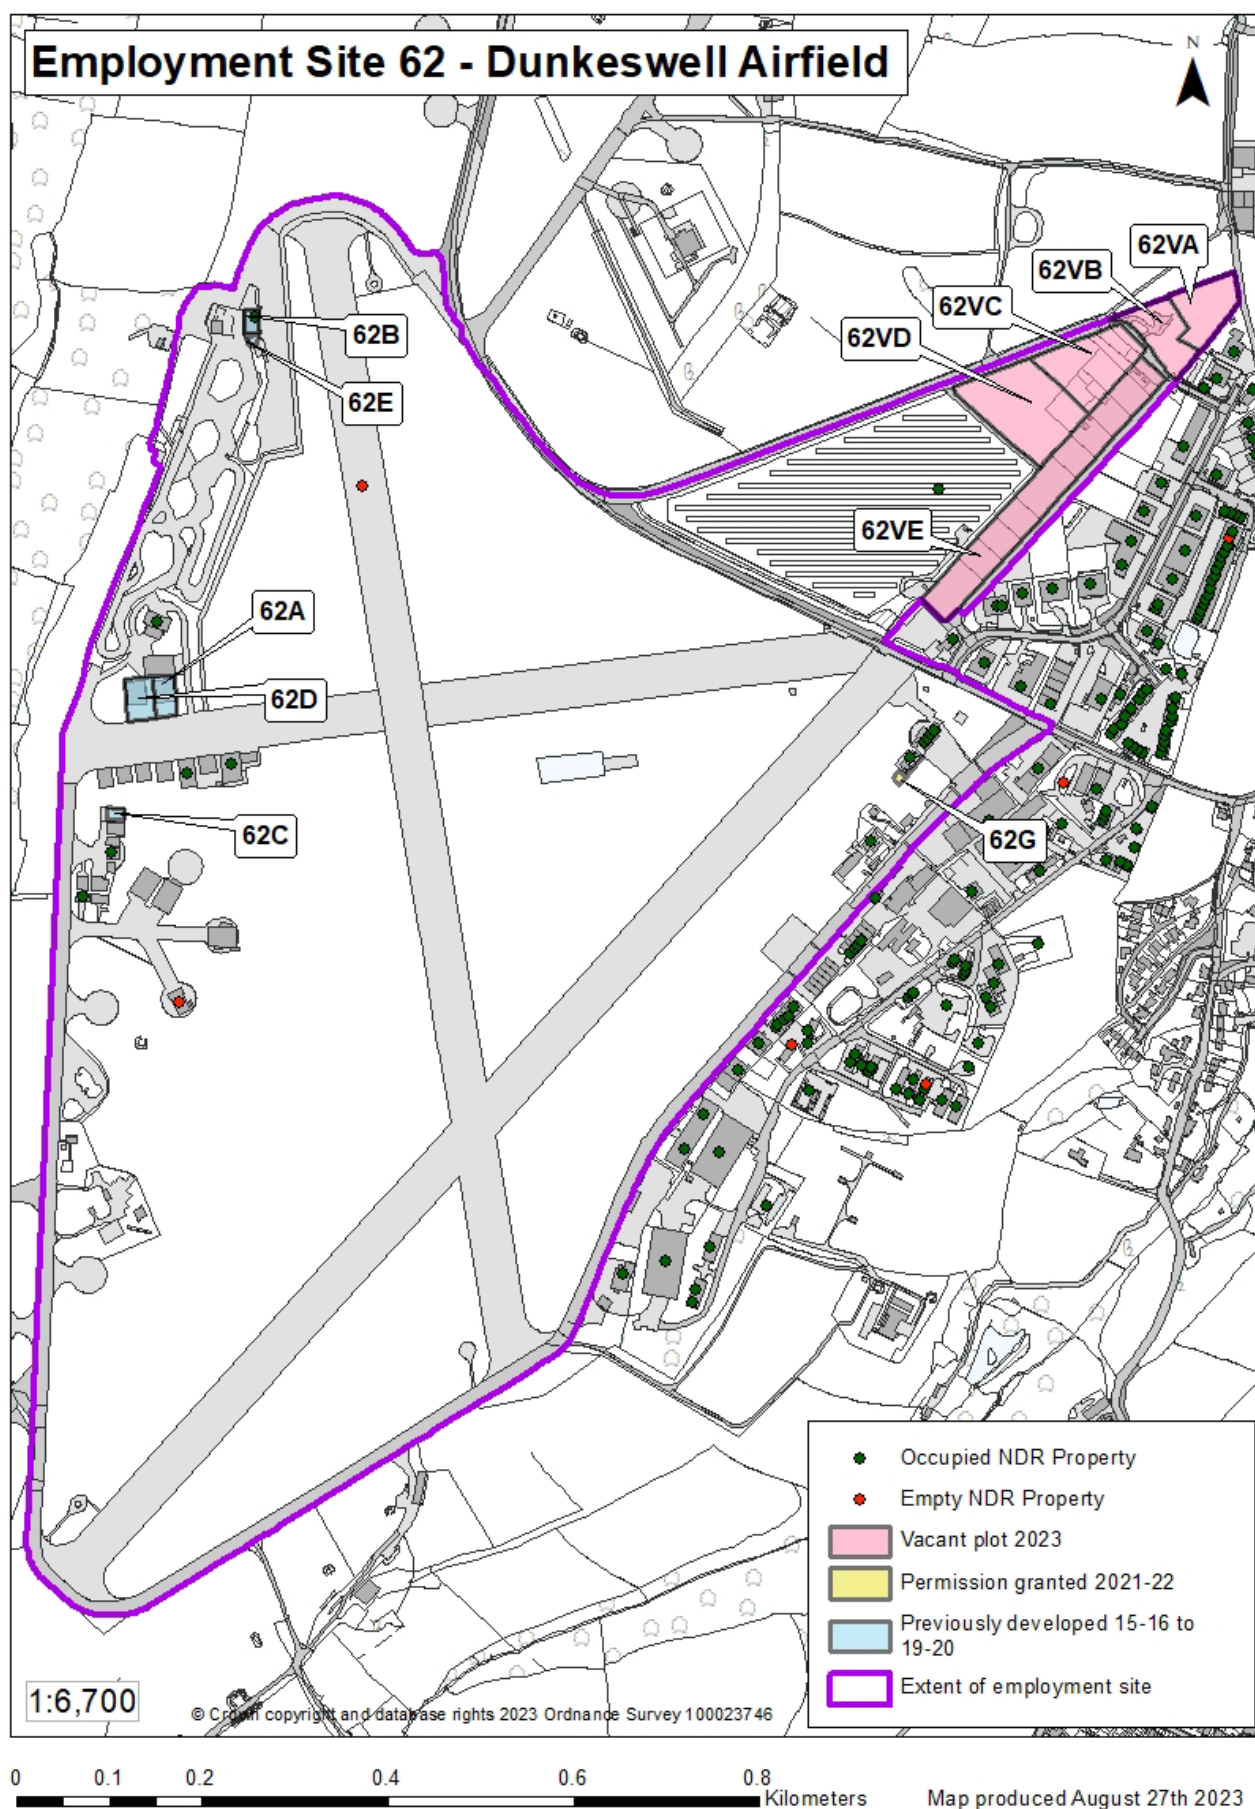 Employment Site 62 - Dunkeswell Airfield
N
62VA
62VB
62VC
62VD
62B
62E
62VE
62A
62D
62C
62G
Occupied NDR Property
Empty NDR Property
Vacant plot 2023
Permission granted 2021-22
Previously developed 15-16 to
19-20
Extent of employment site
1:6,700
© Crown copyright and database rights 2023 Ordnance Survey 100023746
0 0.1 0.2 0.4 0.6 0.8
Kilometers
Map produced August 27th 2023